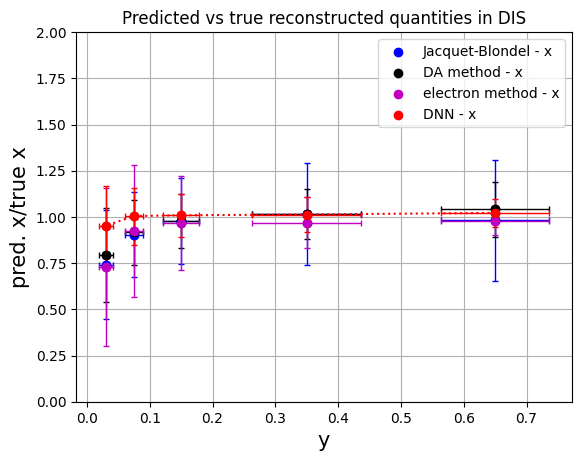 Predicted vs true reconstructed quantities in DIS
2.00
1.75
1.50
1.25
1.00
0.75
0.50
0.25
0.00
pred. x/true x
Jacquet-Blondel - x
DA method - x
electron method - x
DNN - x
0.0 0.1 0.2 0.3 0.4 0.5 0.6 0.7
y